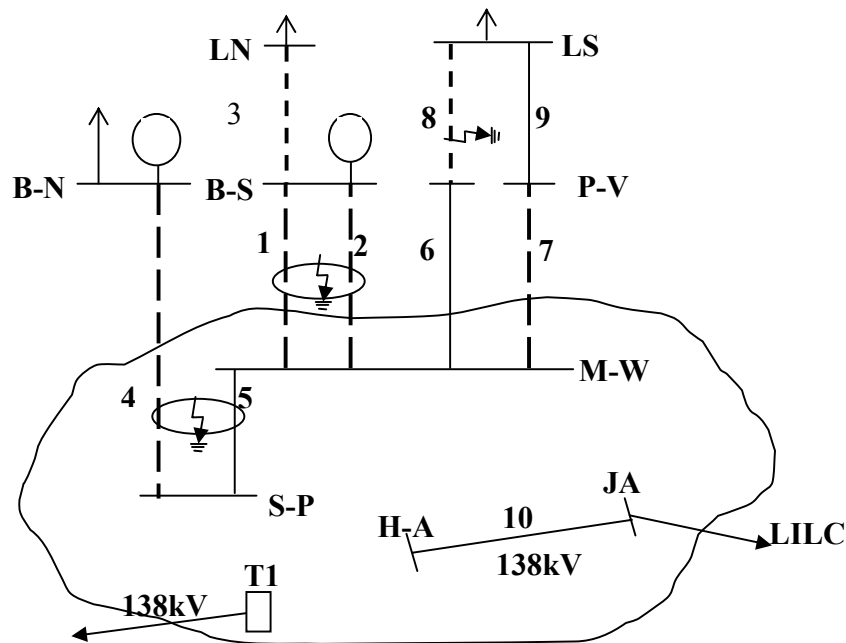 LN
LS
3
8
9
B-N
B-S
P-V
1
2
6
7
M-W
4
5
S-P
JA
H-A
10
LILC
138kV
T1
138kV